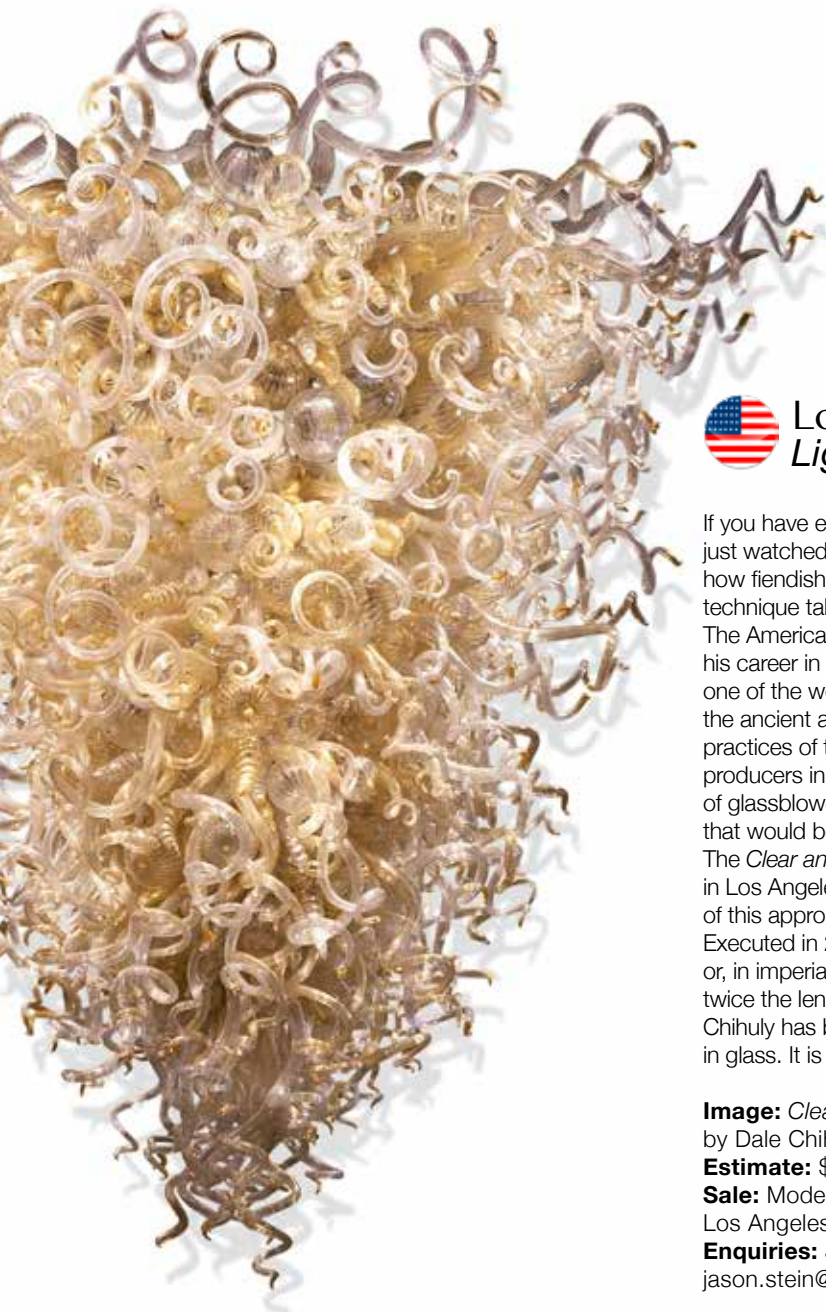 Lo
Lig
If you have e
just watched
how fiendish
technique tal
The America
his career in
one of the wo
the ancient a
practices of t
producers in
of glassblow
that would b
The Clear an
in Los Angele
of this appro
Executed in 2
or, in imperia
twice the len
Chihuly has b
in glass. It is
Image: Clea
by Dale Chil
Estimate: $
Sale: Mode
Los Angeles
Enquiries:
jason.stein@